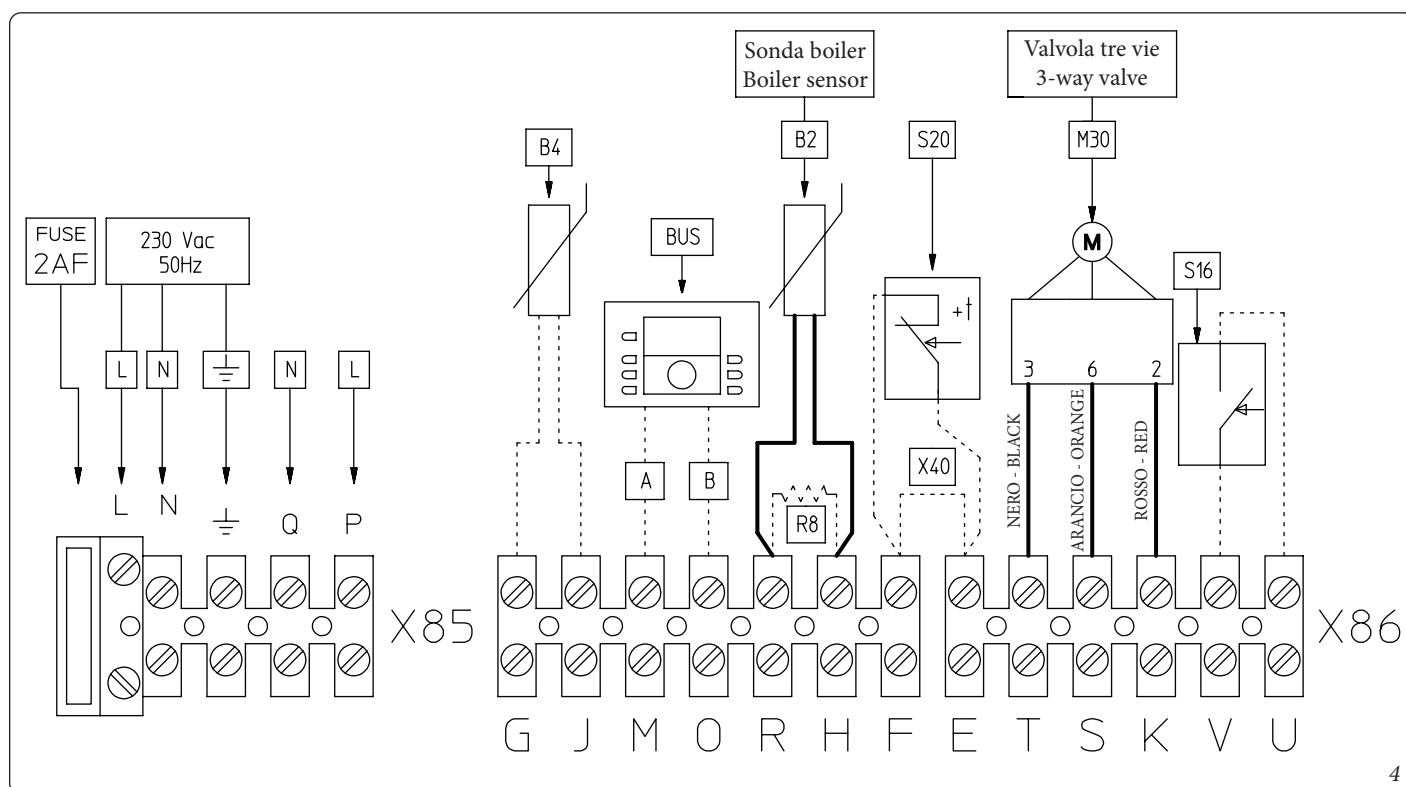 Sonda boiler
Boiler sensor
Valvola tre vie
3-way valve
B4
B2
S20
M30
FUSE
2AF
230 Vac
50Hz
BUS
M
S16
+t
L
N
N
L
3
6
2
A
B
X40
R8
NERO - BLACK
ARANCIO - ORANGE
ROSSO - RED
L
N
Q
P
X85
X86
G
J
M
O
R
H
F
E
T
S
K
V
U
4